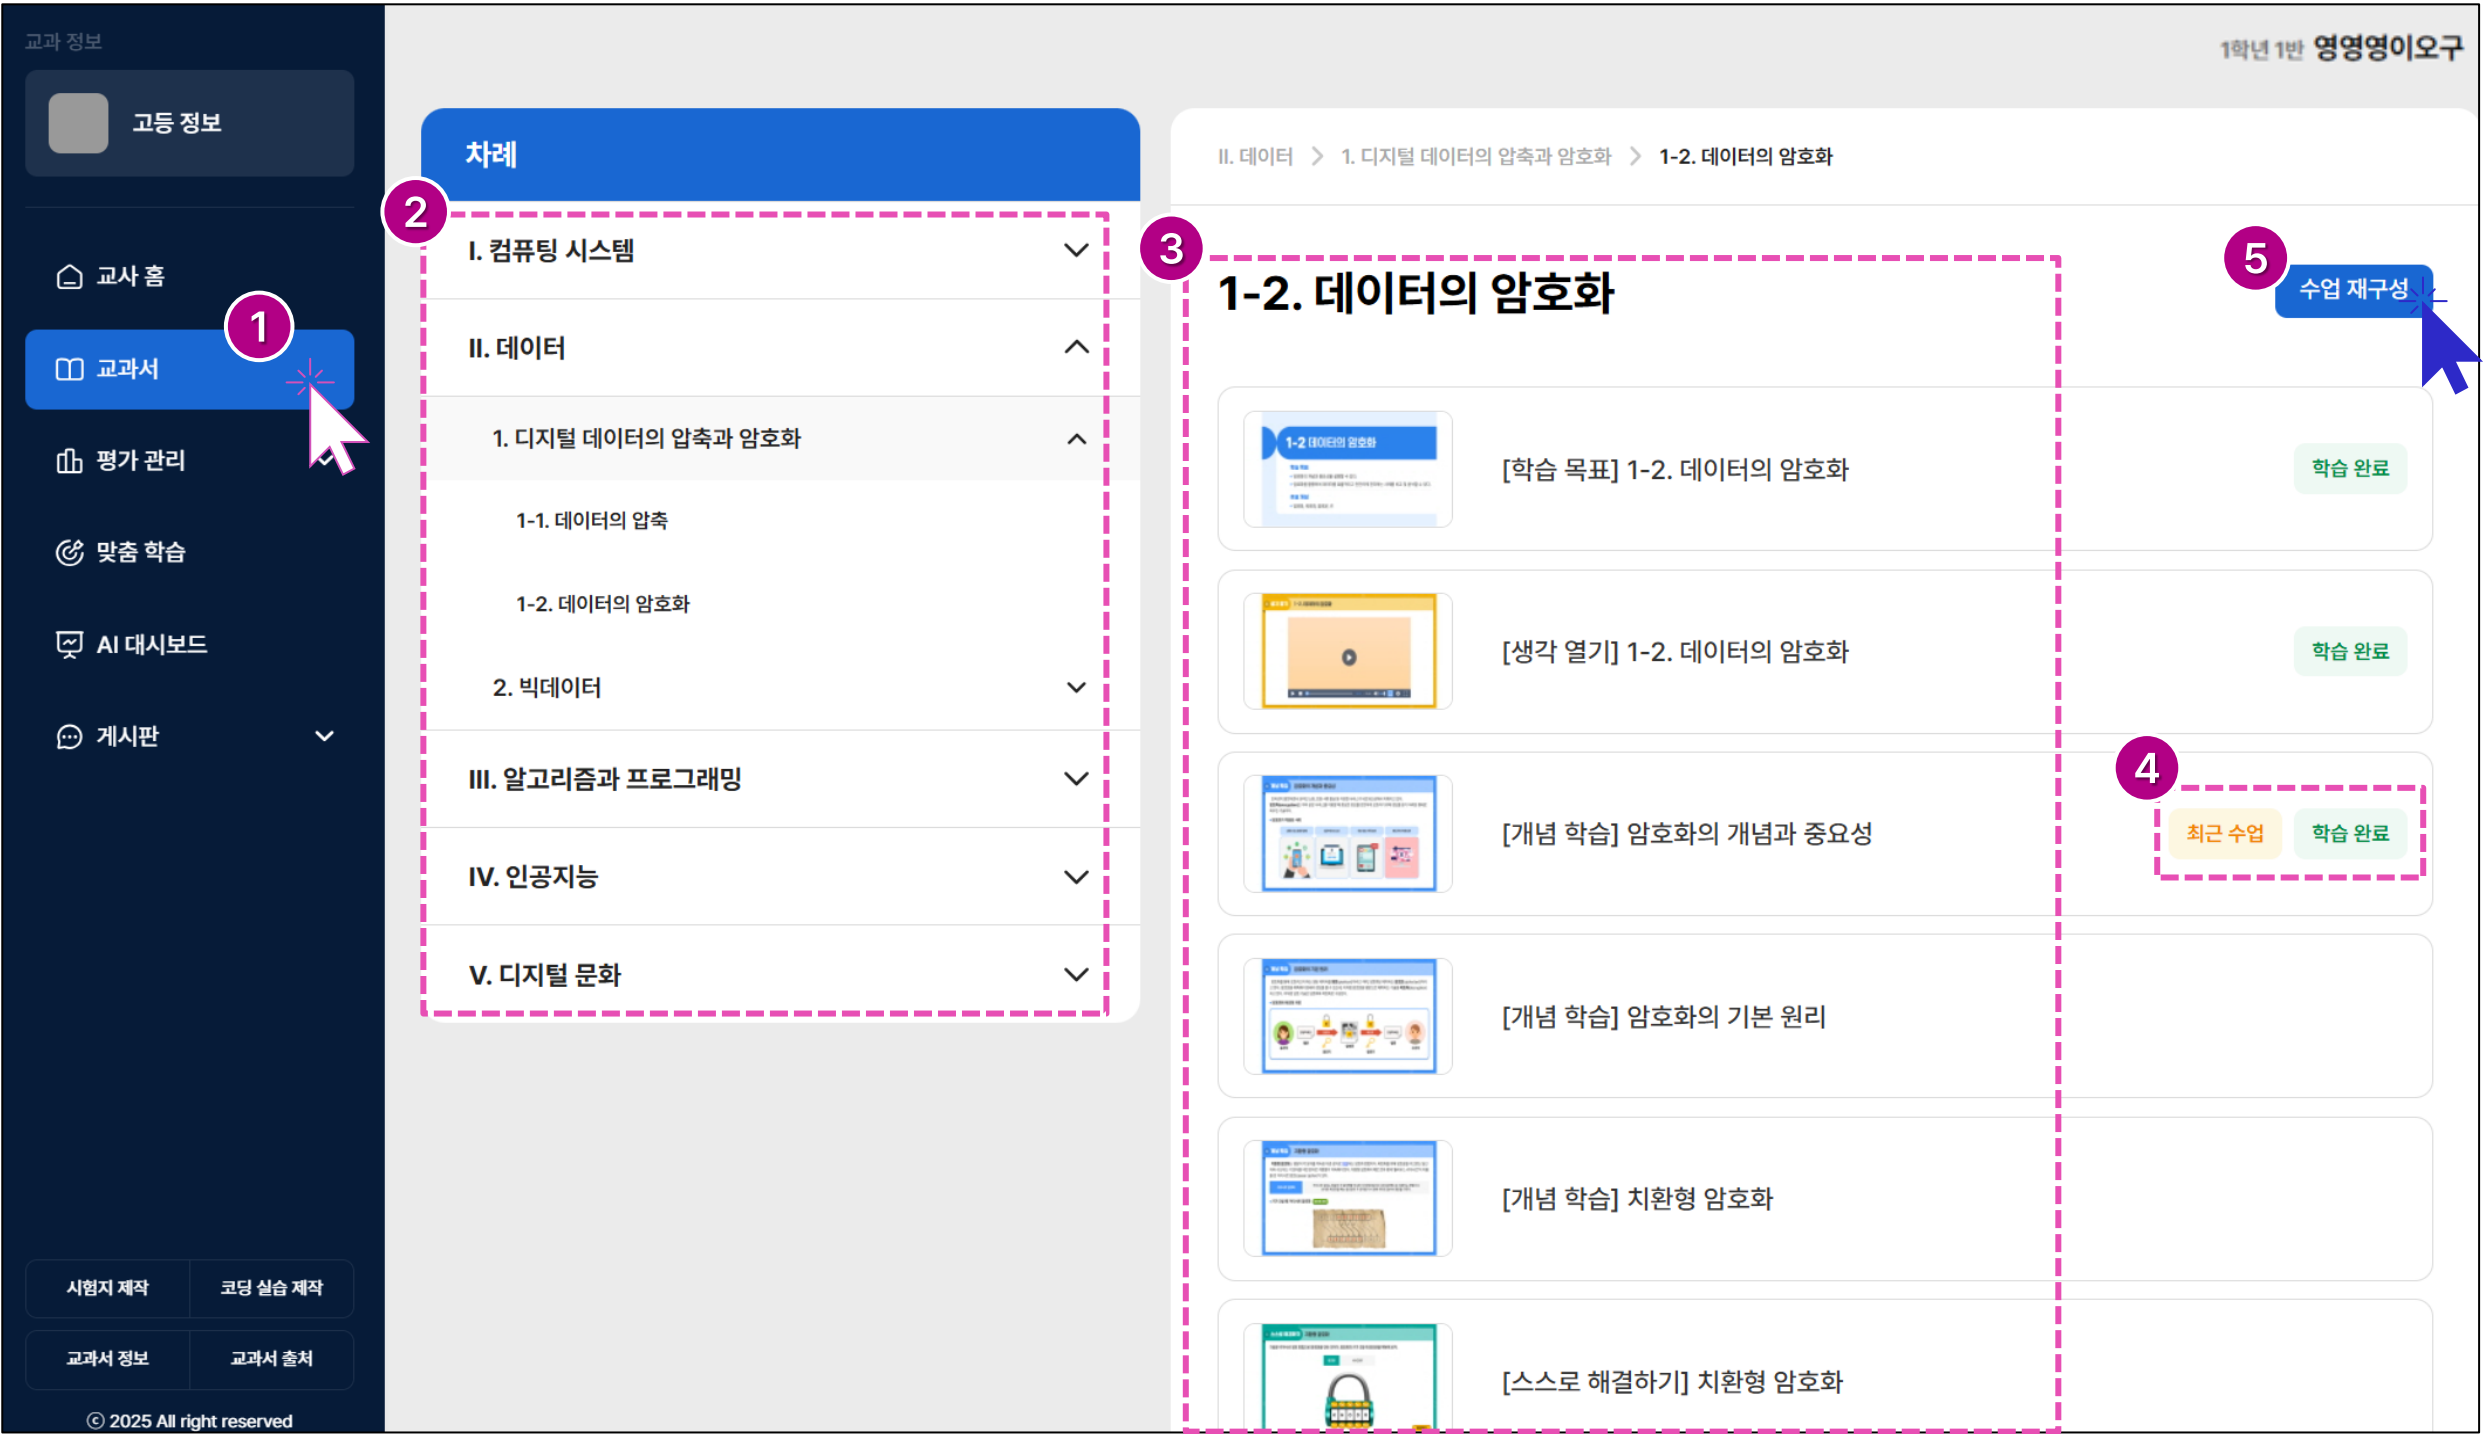 교과 정보
고등 정보
교사 홈
1
교과서
평가 관리
맞춤 학습
AI 대시보드
게시판
시험지 제작
코딩 실습 제작
교과서 정보
교과서 출처
ⓒ 2025 All right reserved
1학년 1반 영영영이오구
차례
2
I. 컴퓨팅 시스템
II. 데이터
1. 디지털 데이터의 압축과 암호화
1-1. 데이터의 압축
1-2. 데이터의 암호화
2. 빅데이터
III. 알고리즘과 프로그래밍
IV. 인공지능
V. 디지털 문화
II. 데이터 > 1. 디지털 데이터의 압축과 암호화 > 1-2. 데이터의 암호화
3
1-2. 데이터의 암호화
5
수업 재구성
1-2 데이터의 암호화
[학습 목표] 1-2. 데이터의 암호화
학습 완료
[생각 열기] 1-2. 데이터의 암호화
학습 완료
4
[개념 학습] 암호화의 개념과 중요성
최근 수업
학습 완료
[개념 학습] 암호화의 기본 원리
[개념 학습] 치환형 암호화
[스스로 해결하기] 치환형 암호화